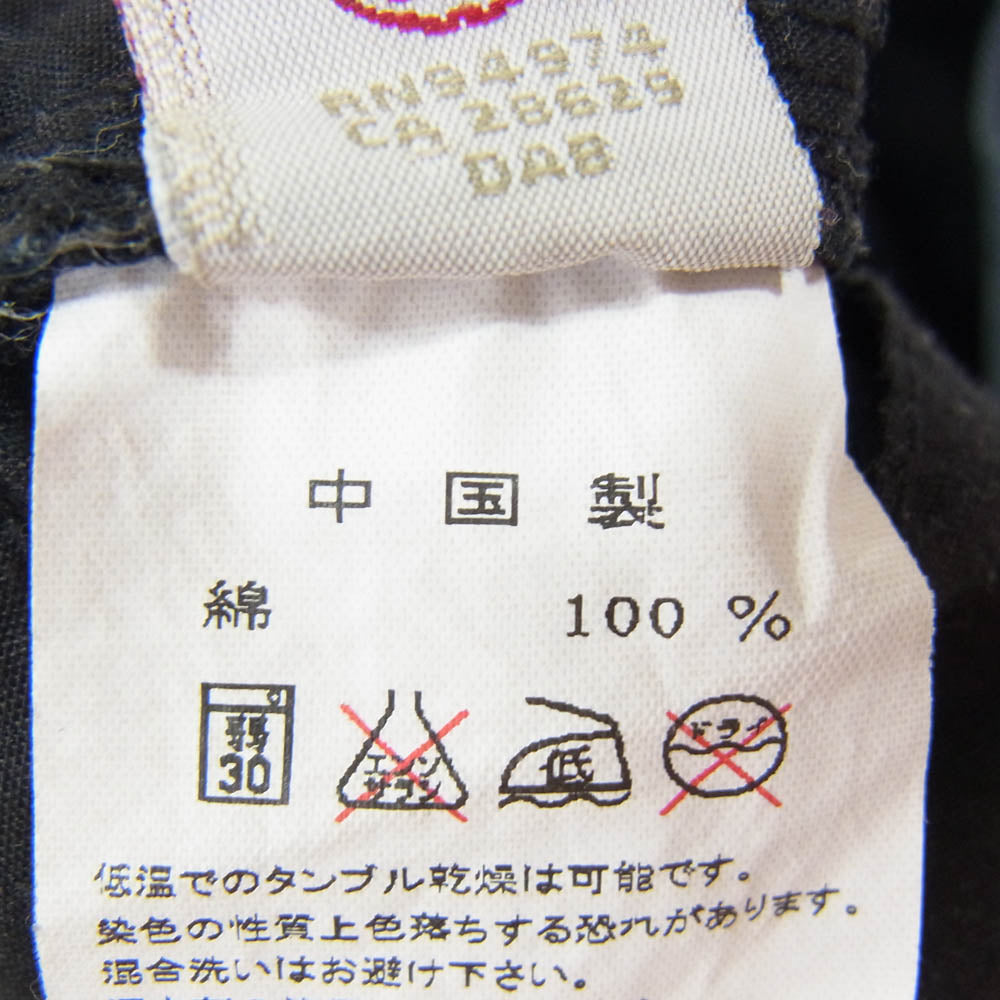 RN94974
CA 28629
DAB
中国製
綿 100 %
弱 30 エンソ サラシ 低 ドライ
低温でのタンブル乾燥は可能です。
染色の性質上色落ちする恐れがあります。
混合洗いはお避け下さい。